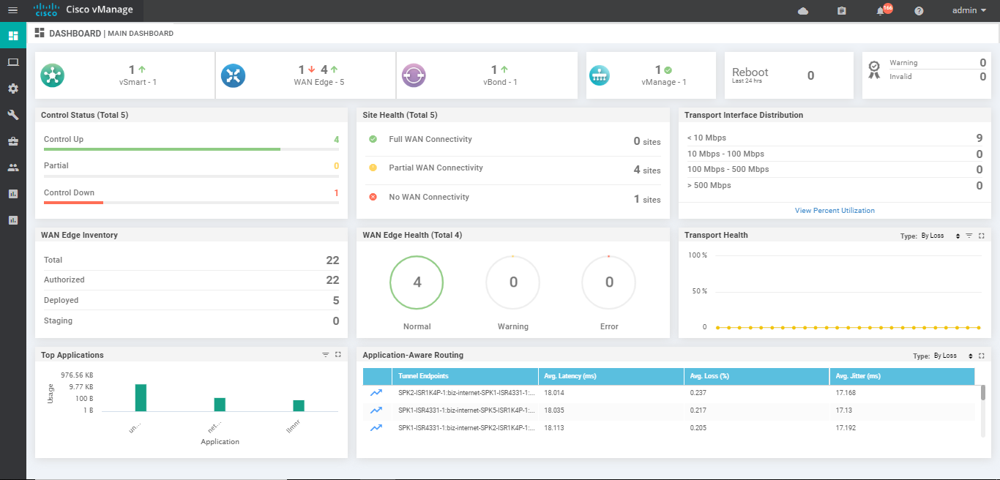 CISCO
Cisco vManage
166
admin
DASHBOARD | MAIN DASHBOARD
1
vSmart - 1
1 4
WAN Edge - 5
1
vBond - 1
1
vManage - 1
Reboot
Last 24 hrs
0
Warning 0
Invalid 0
Control Status (Total 5)
Control Up 4
Partial 0
Control Down 1
Site Health (Total 5)
Full WAN Connectivity 0 sites
Partial WAN Connectivity 4 sites
No WAN Connectivity 1 sites
Transport Interface Distribution
< 10 Mbps 9
10 Mbps - 100 Mbps 0
100 Mbps - 500 Mbps 0
> 500 Mbps 0
View Percent Utilization
WAN Edge Inventory
Total 22
Authorized 22
Deployed 5
Staging 0
WAN Edge Health (Total 4)
4 0 0
Normal Warning Error
Transport Health Type: By Loss
100 %
50 %
0
Top Applications
976.56 KB
9.77 KB
100 B
1 B
Usage
un... net... llmnr
Application
Application-Aware Routing Type: By Loss
Tunnel Endpoints Avg. Latency (ms) Avg. Loss (%) Avg. Jitter (ms)
SPK2-ISR1K4P-1:biz-internet-SPK1-ISR4331-1:... 18.014 0.237 17.168
SPK1-ISR4331-1:biz-internet-SPK5-ISR1K4P-1:... 18.035 0.217 17.13
SPK1-ISR4331-1:biz-internet-SPK2-ISR1K4P-1:... 18.113 0.205 17.192